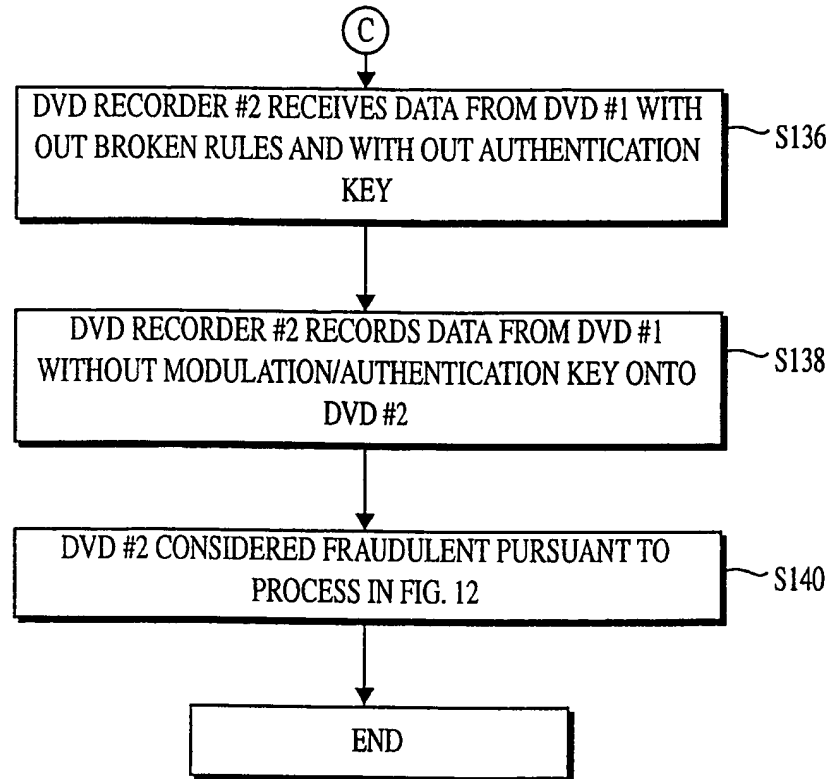 C
DVD RECORDER #2 RECEIVES DATA FROM DVD #1 WITH
OUT BROKEN RULES AND WITH OUT AUTHENTICATION
KEY
S136
DVD RECORDER #2 RECORDS DATA FROM DVD #1
WITHOUT MODULATION/AUTHENTICATION KEY ONTO
DVD #2
S138
DVD #2 CONSIDERED FRAUDULENT PURSUANT TO
PROCESS IN FIG. 12
S140
END